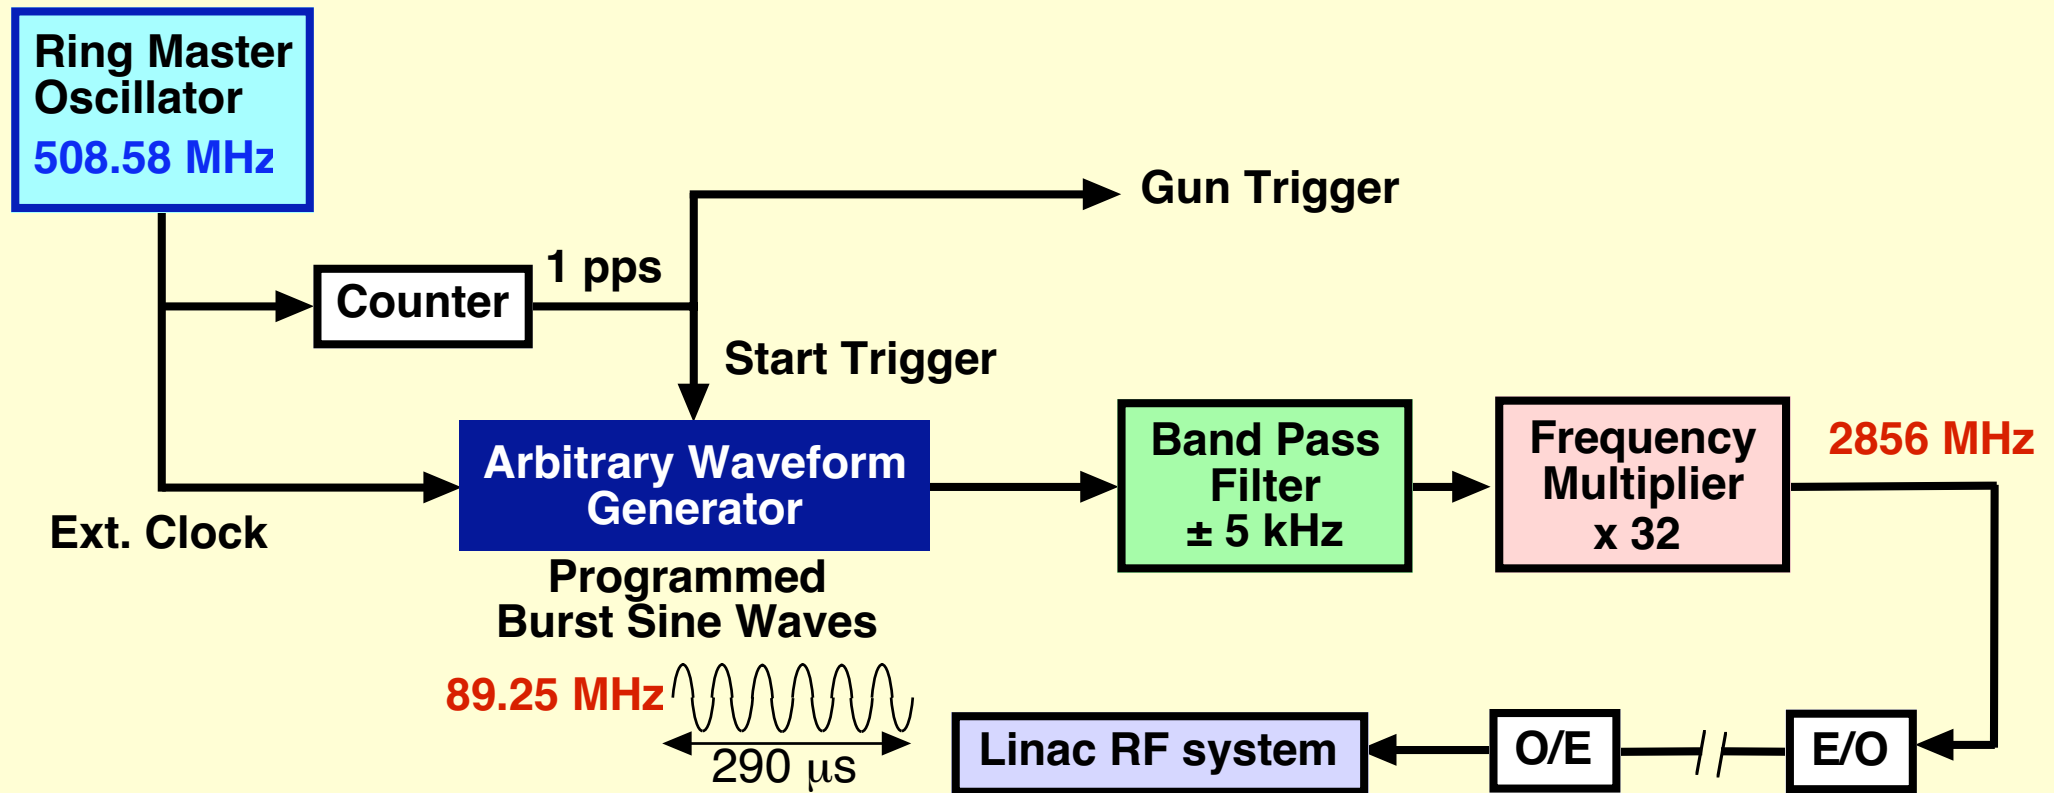 Ring Master
Oscillator
508.58 MHz
Gun Trigger
1 pps
Counter
Start Trigger
Arbitrary Waveform
Generator
Ext. Clock
Band Pass
Filter
± 5 kHz
Frequency
Multiplier
x 32
2856 MHz
Programmed
Burst Sine Waves
89.25 MHz
290 μs
Linac RF system
O/E
E/O